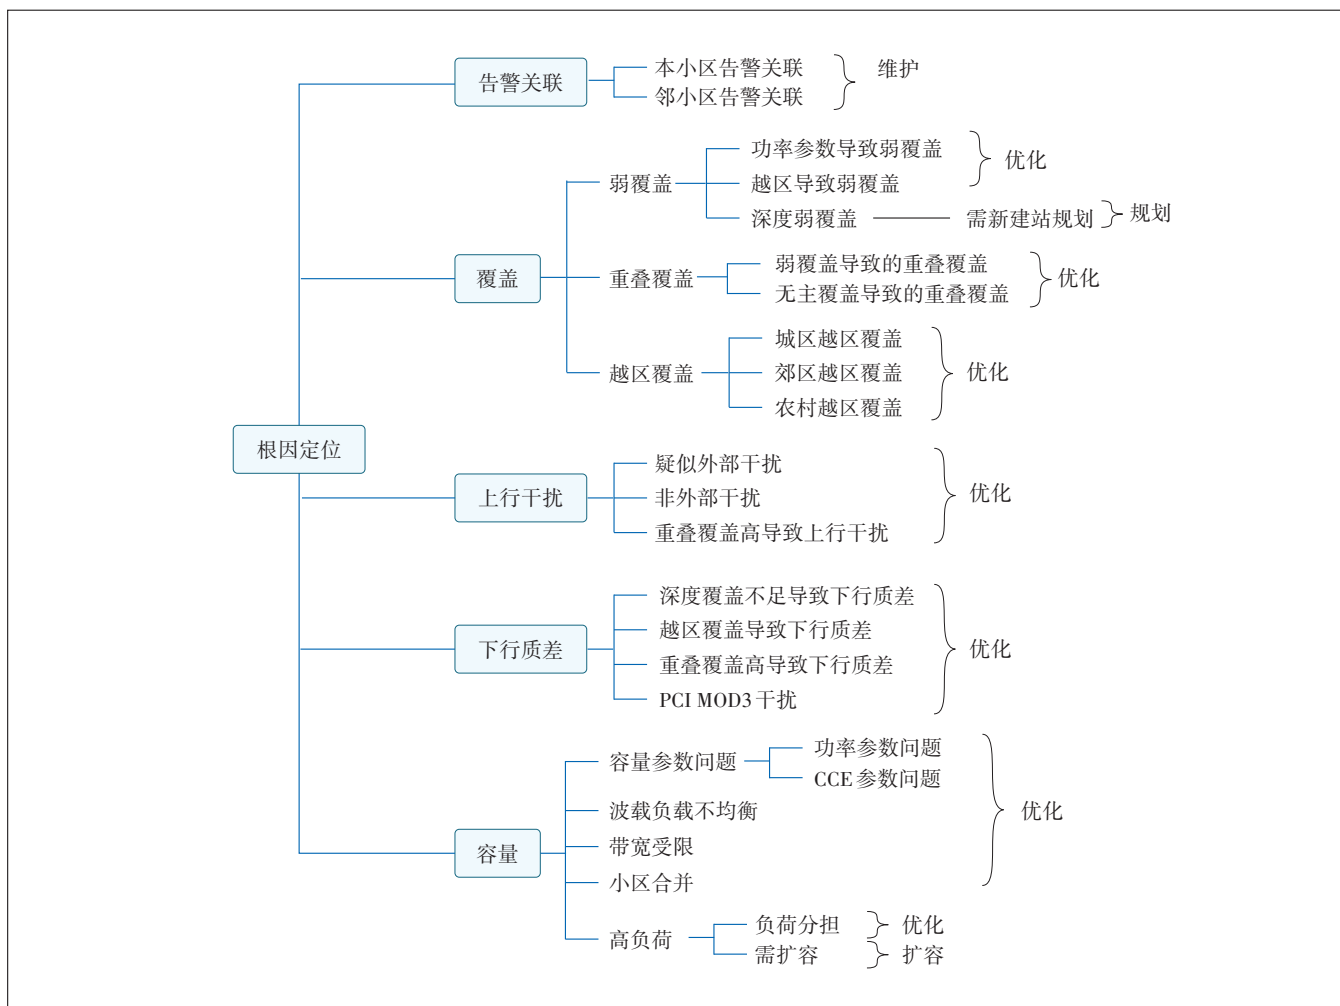 告警关联
本小区告警关联
邻小区告警关联
维护
功率参数导致弱覆盖
优化
弱覆盖
越区导致弱覆盖
深度弱覆盖
需新建站规划
规划
覆盖
重叠覆盖
弱覆盖导致的重叠覆盖
无主覆盖导致的重叠覆盖
优化
城区越区覆盖
越区覆盖
郊区越区覆盖
优化
农村越区覆盖
根因定位
疑似外部干扰
上行干扰
非外部干扰
优化
重叠覆盖高导致上行干扰
深度覆盖不足导致下行质差
越区覆盖导致下行质差
下行质差
优化
重叠覆盖高导致下行质差
PCI MOD3干扰
容量参数问题
功率参数问题
CCE参数问题
波载负载不均衡
优化
容量
带宽受限
小区合并
高负荷
负荷分担
优化
需扩容
扩容